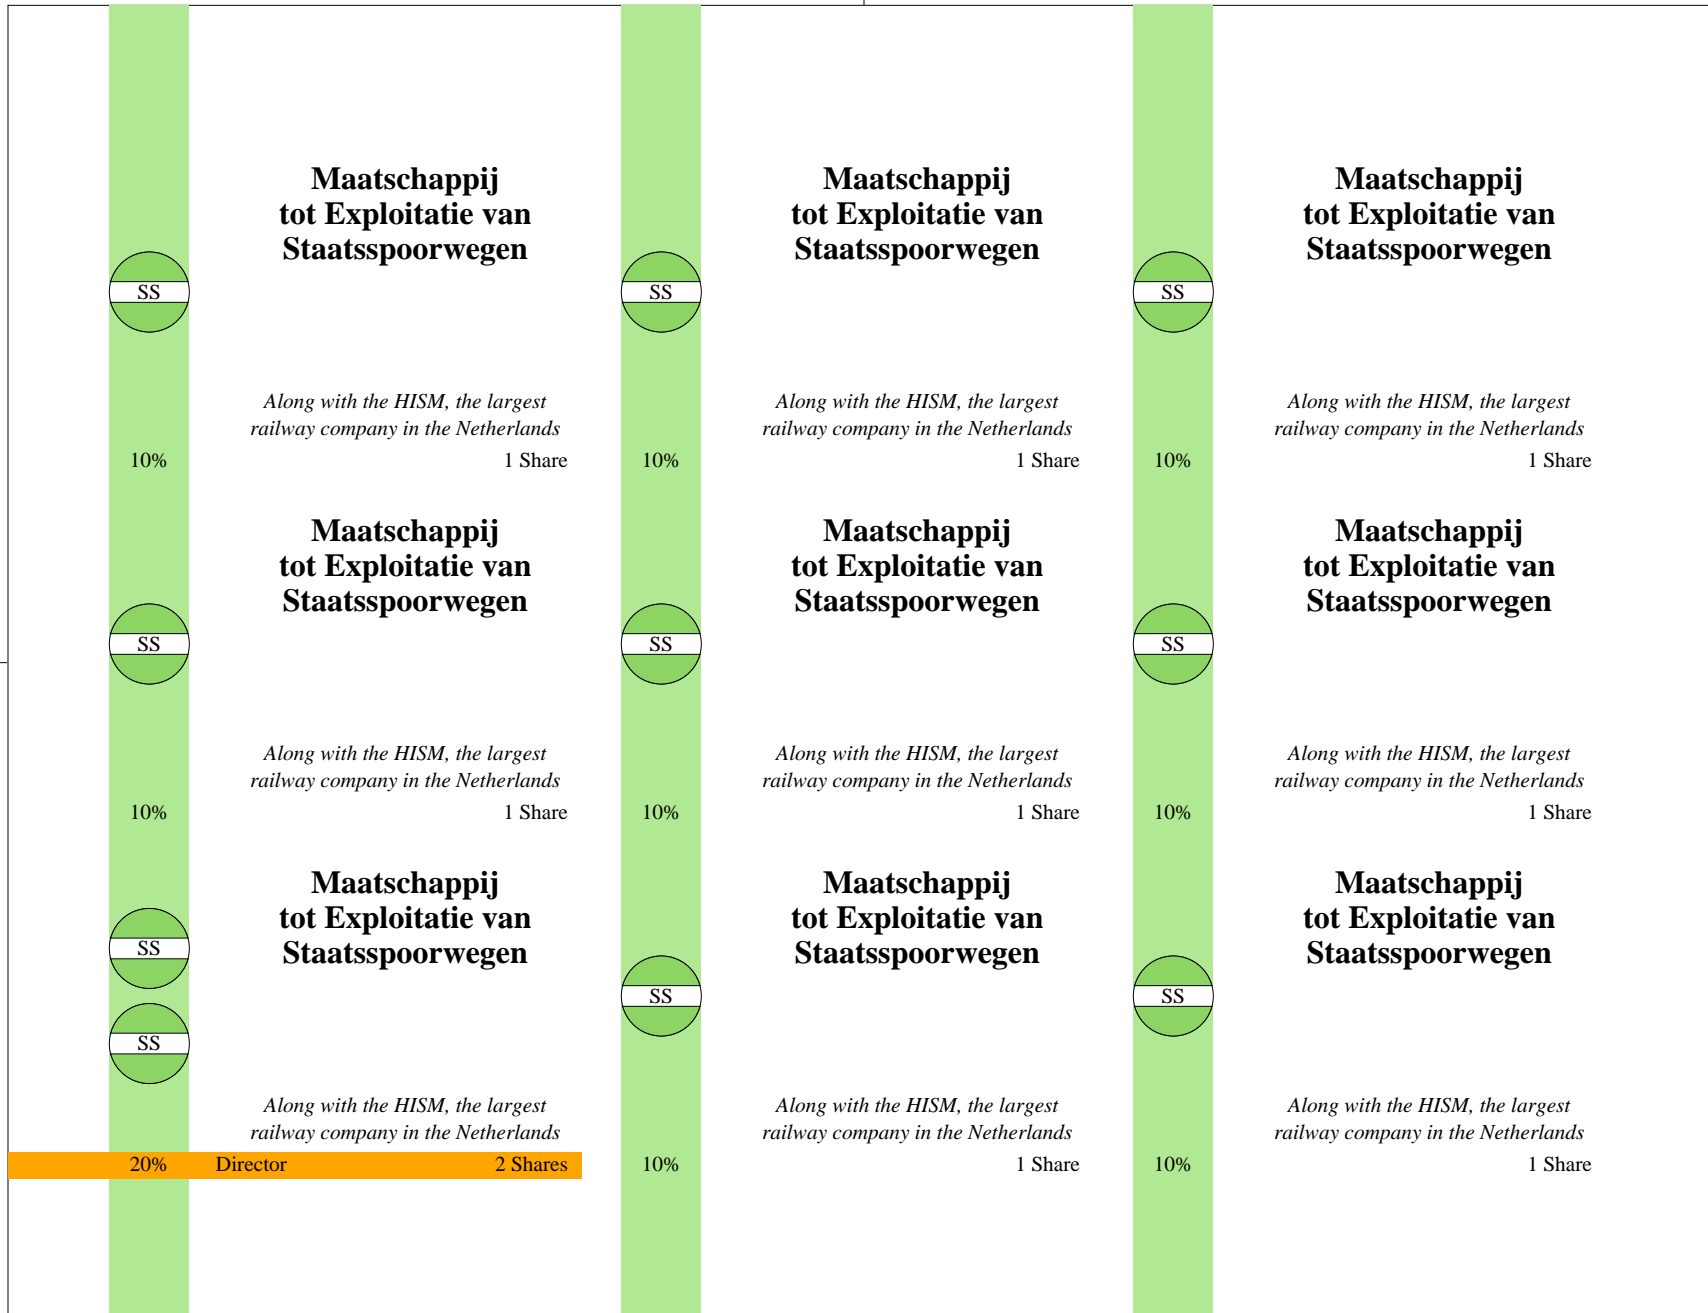 Maatschappij
tot Exploitatie van
Staatsspoorwegen
SS
Along with the HISM, the largest
railway company in the Netherlands
10%
1 Share
Maatschappij
tot Exploitatie van
Staatsspoorwegen
SS
Along with the HISM, the largest
railway company in the Netherlands
10%
1 Share
Maatschappij
tot Exploitatie van
Staatsspoorwegen
SS
Along with the HISM, the largest
railway company in the Netherlands
10%
1 Share
Maatschappij
tot Exploitatie van
Staatsspoorwegen
SS
Along with the HISM, the largest
railway company in the Netherlands
10%
1 Share
Maatschappij
tot Exploitatie van
Staatsspoorwegen
SS
Along with the HISM, the largest
railway company in the Netherlands
10%
1 Share
Maatschappij
tot Exploitatie van
Staatsspoorwegen
SS
Along with the HISM, the largest
railway company in the Netherlands
10%
1 Share
Maatschappij
tot Exploitatie van
Staatsspoorwegen
SS
SS
Along with the HISM, the largest
railway company in the Netherlands
20% Director 2 Shares
Maatschappij
tot Exploitatie van
Staatsspoorwegen
SS
Along with the HISM, the largest
railway company in the Netherlands
10%
1 Share
Maatschappij
tot Exploitatie van
Staatsspoorwegen
SS
Along with the HISM, the largest
railway company in the Netherlands
10%
1 Share